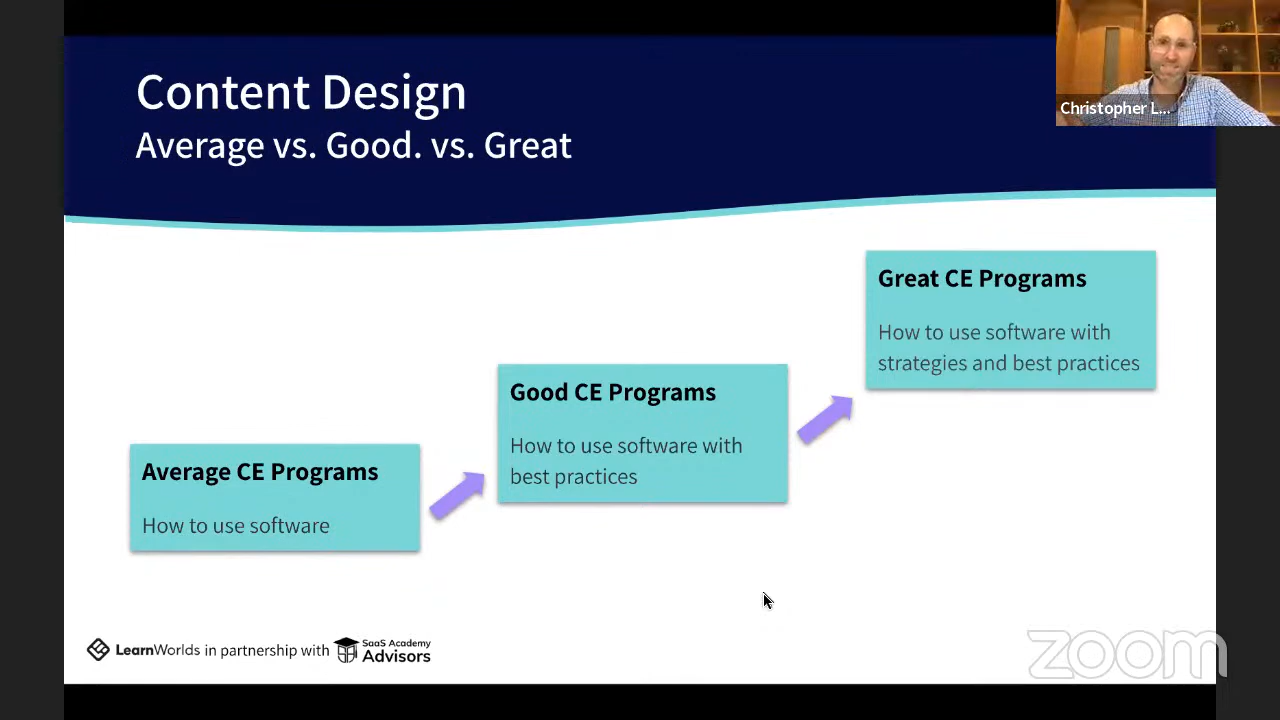 Content Design
Average vs. Good. vs. Great
Christopher L...
Great CE Programs
How to use software with
strategies and best practices
Good CE Programs
How to use software with
best practices
Average CE Programs
How to use software
LearnWorlds in partnership with SaaS Academy
Advisors
zoom